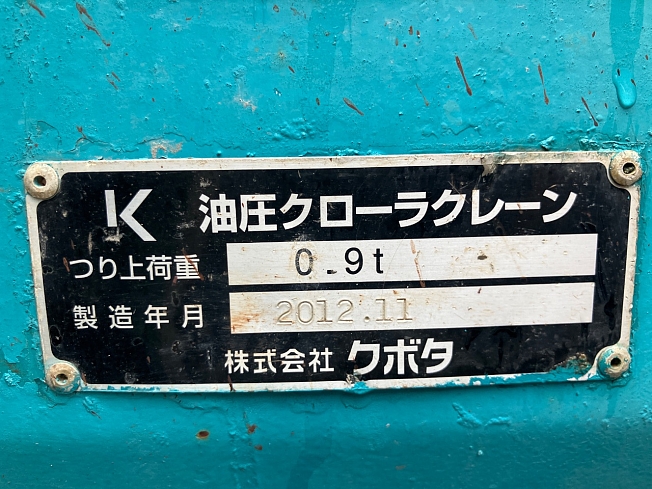 K 油圧クローラクレーン
つり上荷重 0.9t
製造年月 2012.11
株式会社 クボタ